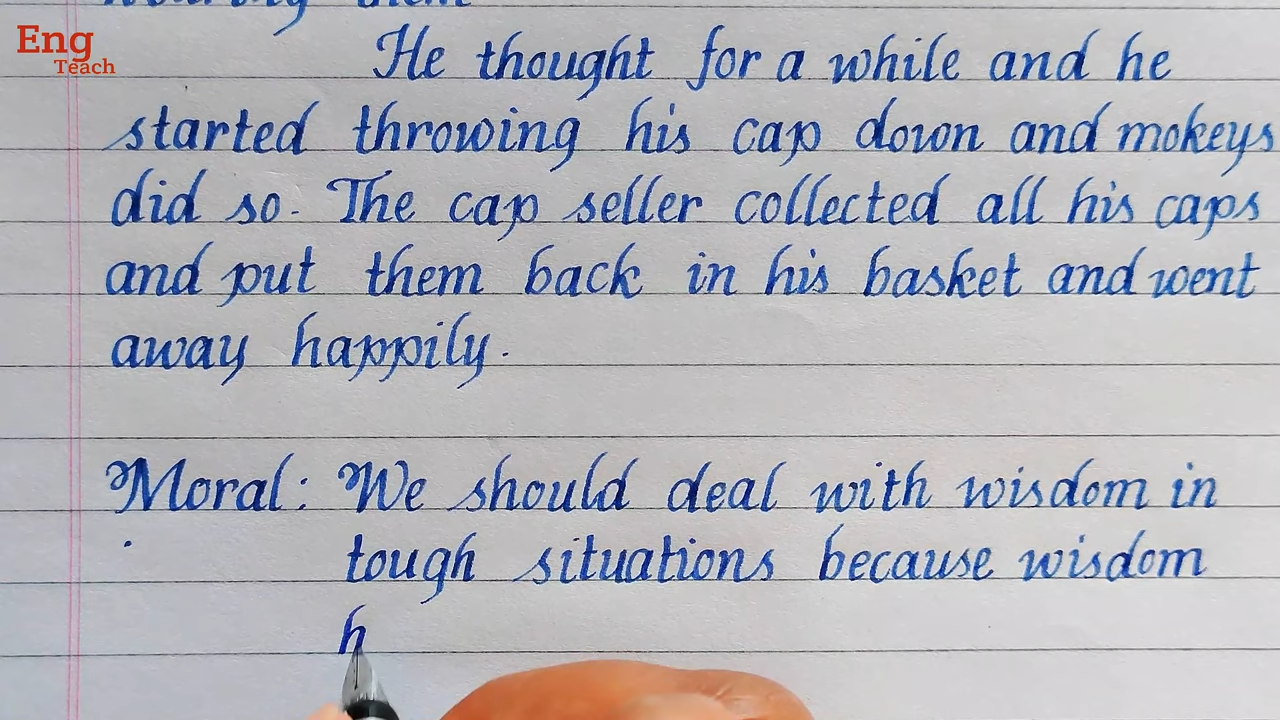 Eng
Teach
He thought for a while and he
started throwing his cap down and mokeys
did so. The cap seller collected all his caps
and put them back in his basket and went
away happily.
Moral: We should deal with wisdom in
tough situations because wisdom
h